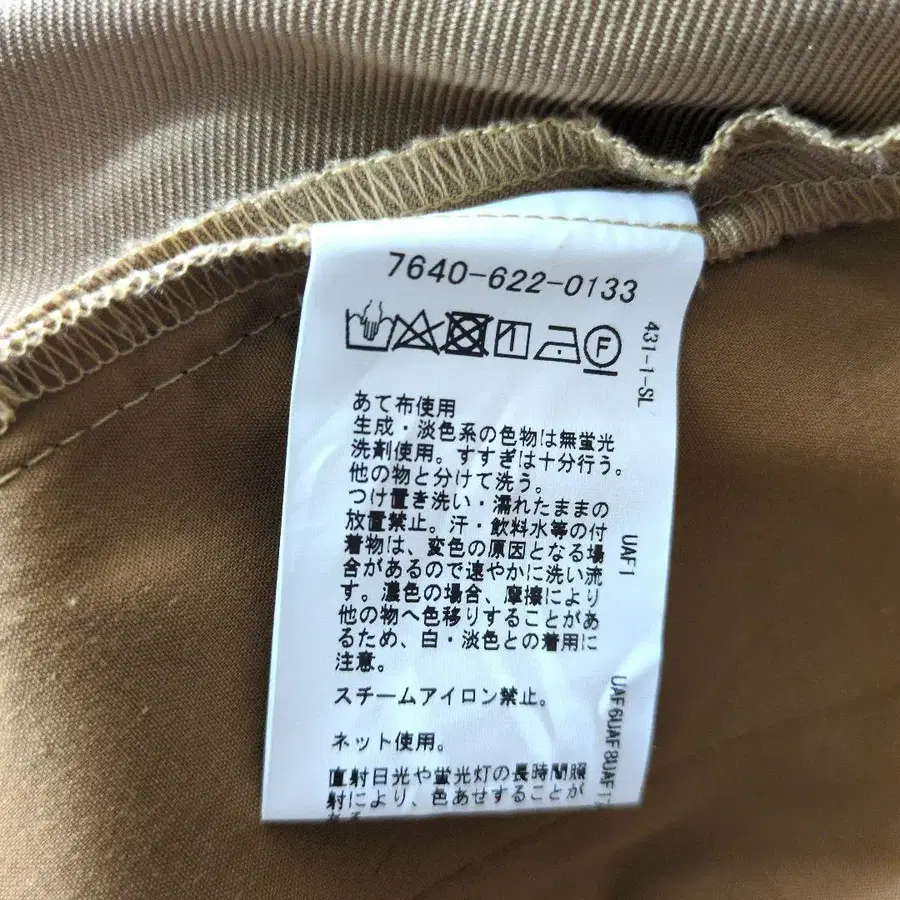 7640-622-0133
F
431-1-SL
あて布使用
生成・淡色系の色物は無蛍光
洗剤使用。すすぎは十分行う。
他の物と分けて洗う。
つけ置き洗い・濡れたままの
放置禁止。汗・飲料水等の付
着物は、変色の原因となる場
合があるので速やかに洗い流
す。濃色の場合、摩擦により
他の物へ色移りすることがあ
るため、白・淡色との着用に
注意。
スチームアイロン禁止。
ネット使用。
直射日光や蛍光灯の長時間照
射により、色あせすることが
UAF1
UAF6UAF8UAF1